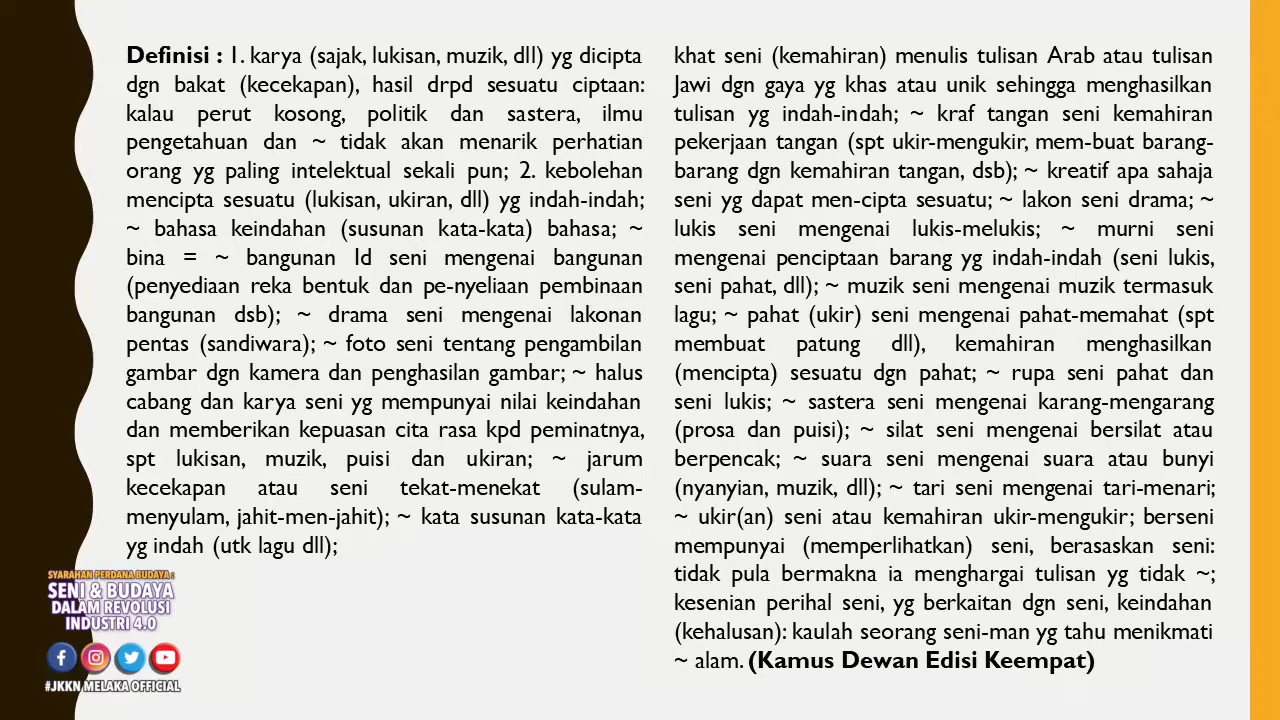 Definisi : 1. karya (sajak, lukisan, muzik, dll) yg dicipta
dgn bakat (kecekapan), hasil drpd sesuatu ciptaan:
kalau perut kosong, politik dan sastera, ilmu
pengetahuan dan ~ tidak akan menarik perhatian
orang yg paling intelektual sekali pun; 2. kebolehan
mencipta sesuatu (lukisan, ukiran, dll) yg indah-indah;
~ bahasa keindahan (susunan kata-kata) bahasa; ~
bina = ~ bangunan Id seni mengenai bangunan
(penyediaan reka bentuk dan pe-nyeliaan pembinaan
bangunan dsb); ~ drama seni mengenai lakonan
pentas (sandiwara); ~ foto seni tentang pengambilan
gambar dgn kamera dan penghasilan gambar; ~ halus
cabang dan karya seni yg mempunyai nilai keindahan
dan memberikan kepuasan cita rasa kpd peminatnya,
spt lukisan, muzik, puisi dan ukiran; ~ jarum
kecekapan atau seni tekat-menekat (sulam-
menyulam, jahit-men-jahit); ~ kata susunan kata-kata
yg indah (utk lagu dll);
khat seni (kemahiran) menulis tulisan Arab atau tulisan
Jawi dgn gaya yg khas atau unik sehingga menghasilkan
tulisan yg indah-indah; ~ kraf tangan seni kemahiran
pekerjaan tangan (spt ukir-mengukir, mem-buat barang-
barang dgn kemahiran tangan, dsb); ~ kreatif apa sahaja
seni yg dapat men-cipta sesuatu; ~ lakon seni drama; ~
lukis seni mengenai lukis-melukis; ~ murni seni
mengenai penciptaan barang yg indah-indah (seni lukis,
seni pahat, dll); ~ muzik seni mengenai muzik termasuk
lagu; ~ pahat (ukir) seni mengenai pahat-memahat (spt
membuat patung dll), kemahiran menghasilkan
(mencipta) sesuatu dgn pahat; ~ rupa seni pahat dan
seni lukis; ~ sastera seni mengenai karang-mengarang
(prosa dan puisi); ~ silat seni mengenai bersilat atau
berpencak; ~ suara seni mengenai suara atau bunyi
(nyanyian, muzik, dll); ~ tari seni mengenai tari-menari;
~ ukir(an) seni atau kemahiran ukir-mengukir; berseni
mempunyai (memperlihatkan) seni, berasaskan seni:
tidak pula bermakna ia menghargai tulisan yg tidak ~;
kesenian perihal seni, yg berkaitan dgn seni, keindahan
(kehalusan): kaulah seorang seni-man yg tahu menikmati
~ alam. (Kamus Dewan Edisi Keempat)
SYARAHAN PERDANA BUDAYA :
SENI & BUDAYA
DALAM REVOLUSI
INDUSTRI 4.0
#JKKN MELAKA OFFICIAL